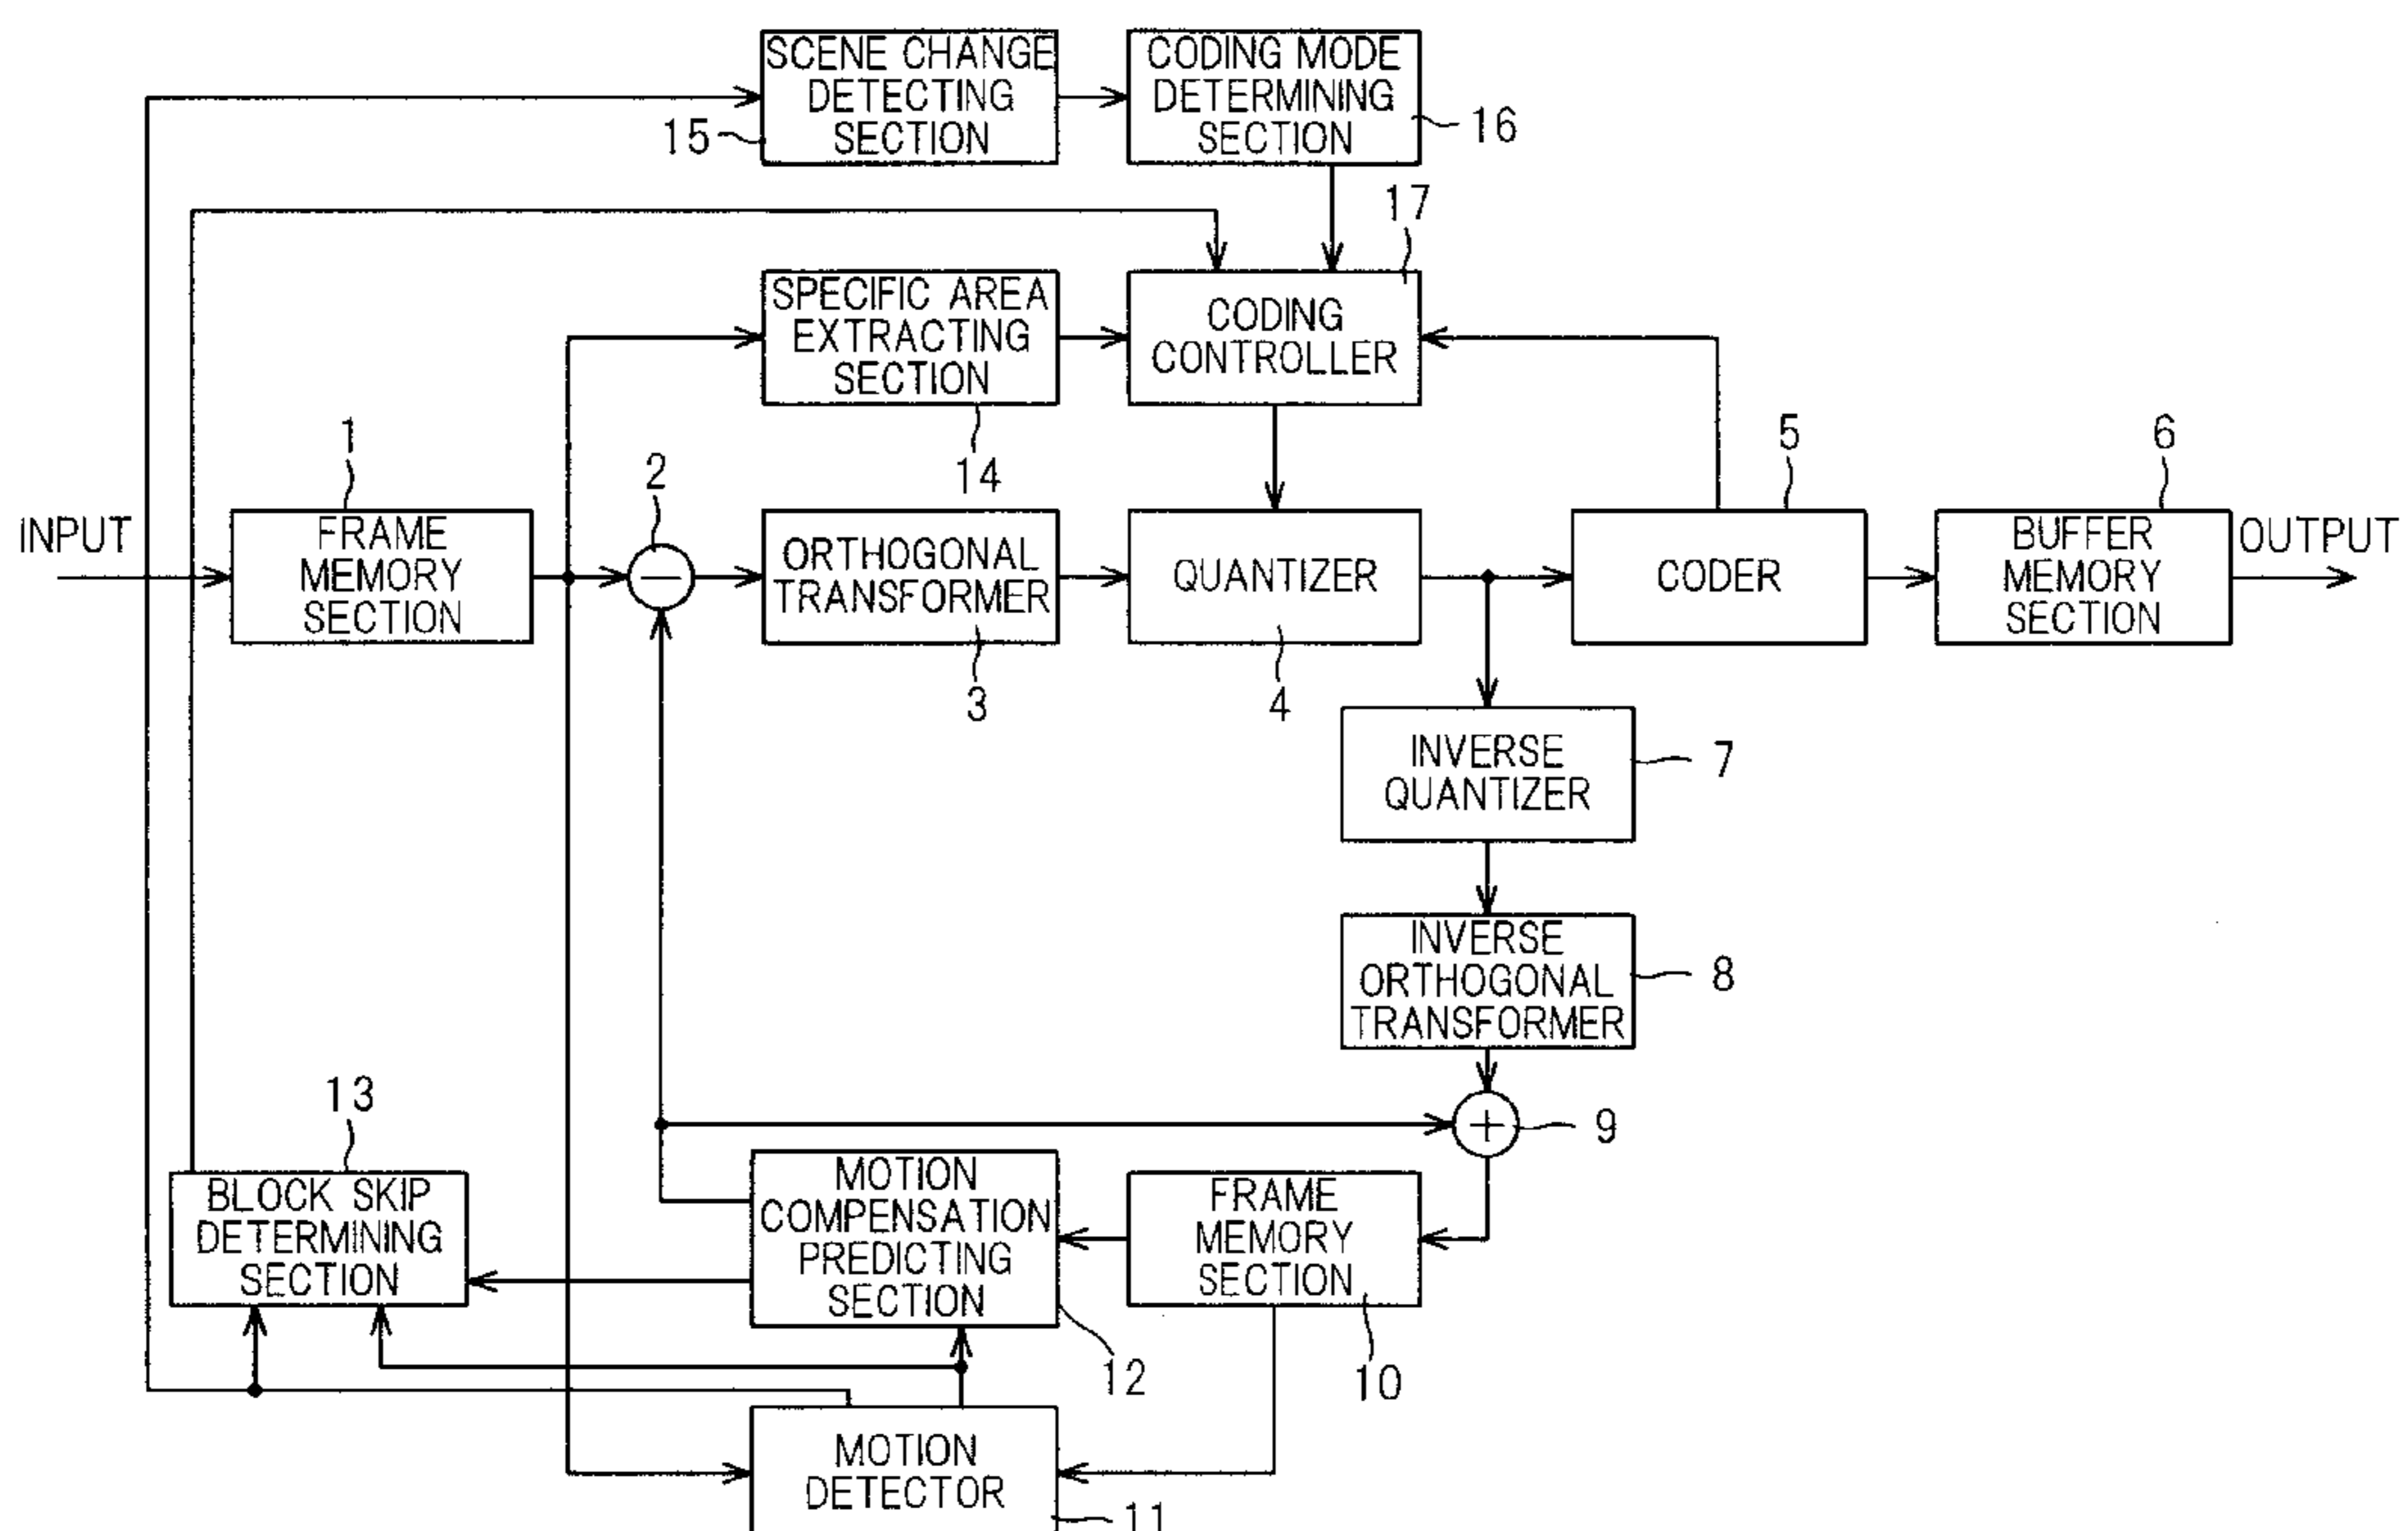 SCENE CHANGE
DETECTING
SECTION
15
CODING MODE
DETERMINING
SECTION
16
17
SPECIFIC AREA
EXTRACTING
SECTION
14
CODING
CONTROLLER
INPUT
1
FRAME
MEMORY
SECTION
2
ORTHOGONAL
TRANSFORMER
3
QUANTIZER
4
5
CODER
6
BUFFER
MEMORY
SECTION
OUTPUT
INVERSE
QUANTIZER
7
INVERSE
ORTHOGONAL
TRANSFORMER
8
9
13
BLOCK SKIP
DETERMINING
SECTION
MOTION
COMPENSATION
PREDICTING
SECTION
12
FRAME
MEMORY
SECTION
10
MOTION
DETECTOR
11